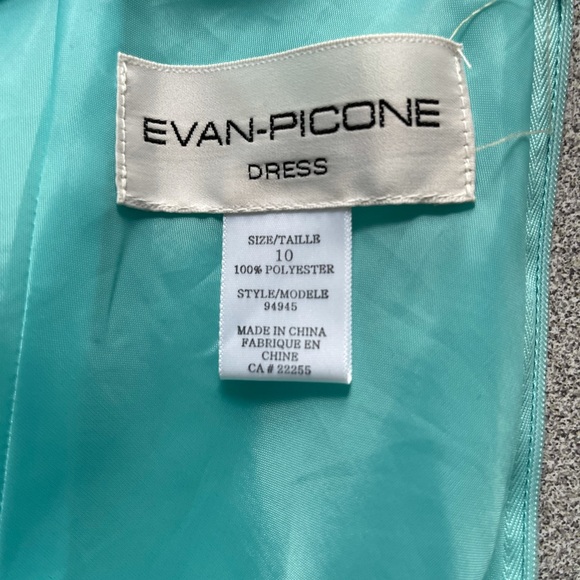 EVAN-PICONE
DRESS
SIZE/TAILLE
10
100% POLYESTER
STYLE/MODELE
94945
MADE IN CHINA
FABRIQUE EN
CHINE
CA # 22255